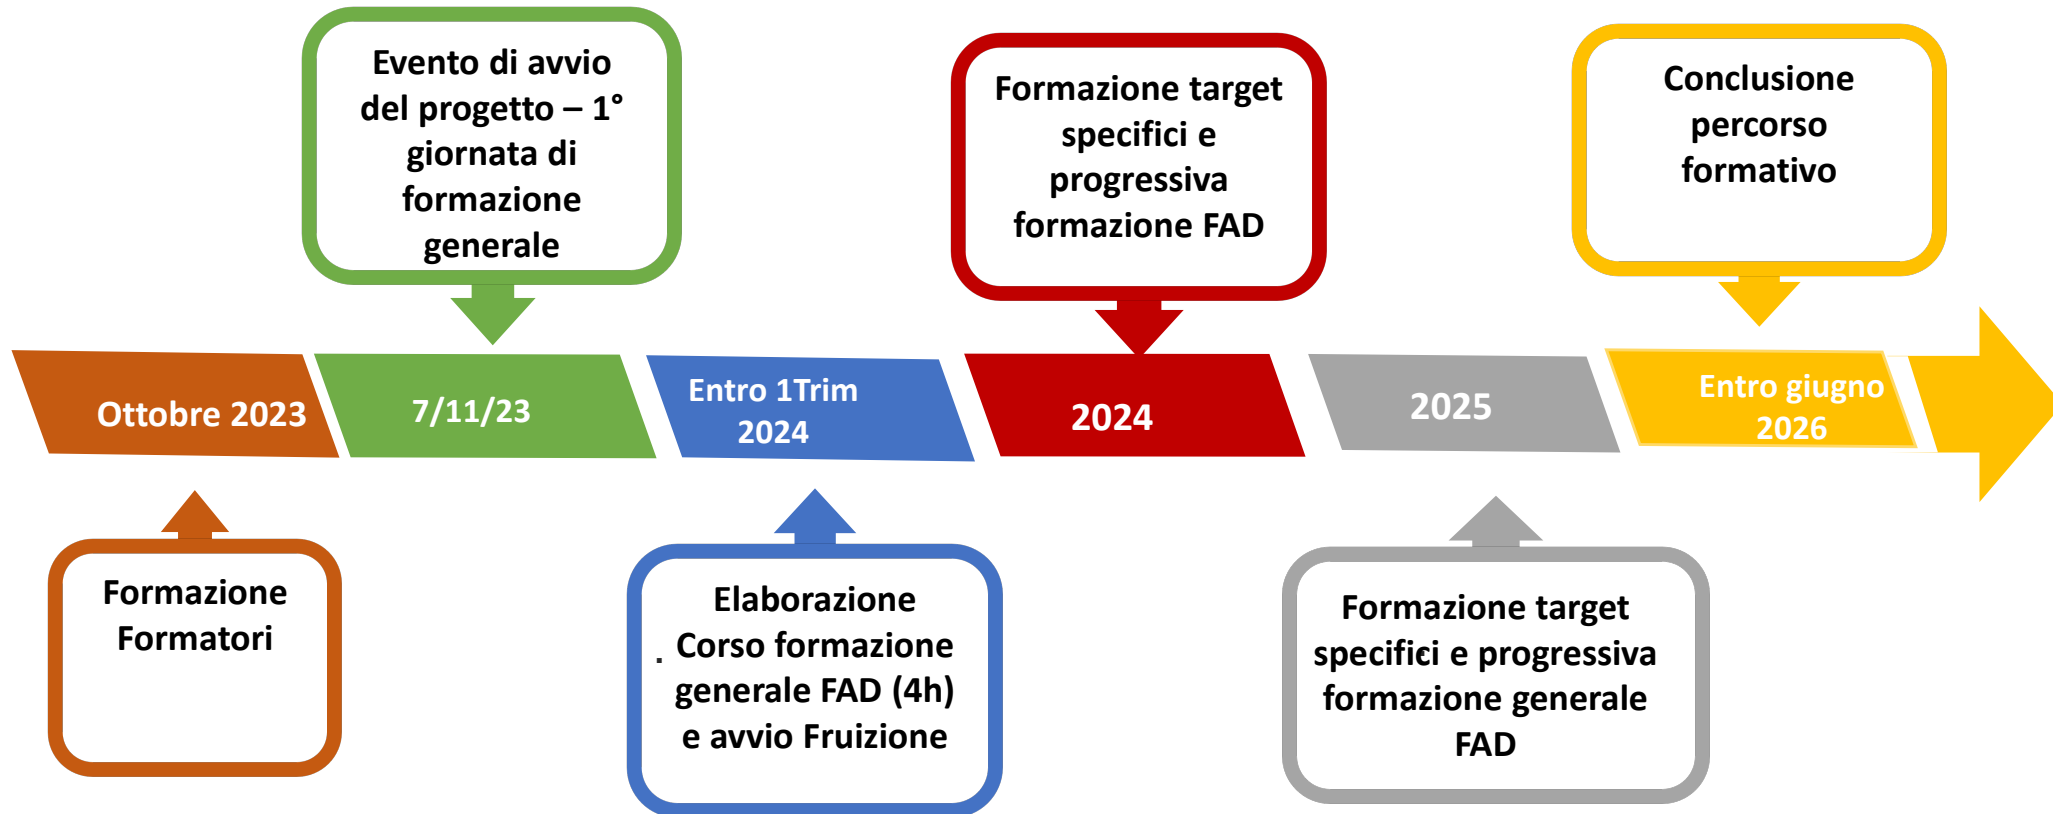 Evento di avvio
del progetto – 1°
giornata di
formazione
generale
Formazione target
specifici e
progressiva
formazione FAD
Conclusione
percorso
formativo
Ottobre 2023
7/11/23
Entro 1Trim
2024
2024
2025
Entro giugno
2026
Formazione
Formatori
Elaborazione
. Corso formazione
generale FAD (4h)
e avvio Fruizione
Formazione target
specifici e progressiva
formazione generale
FAD